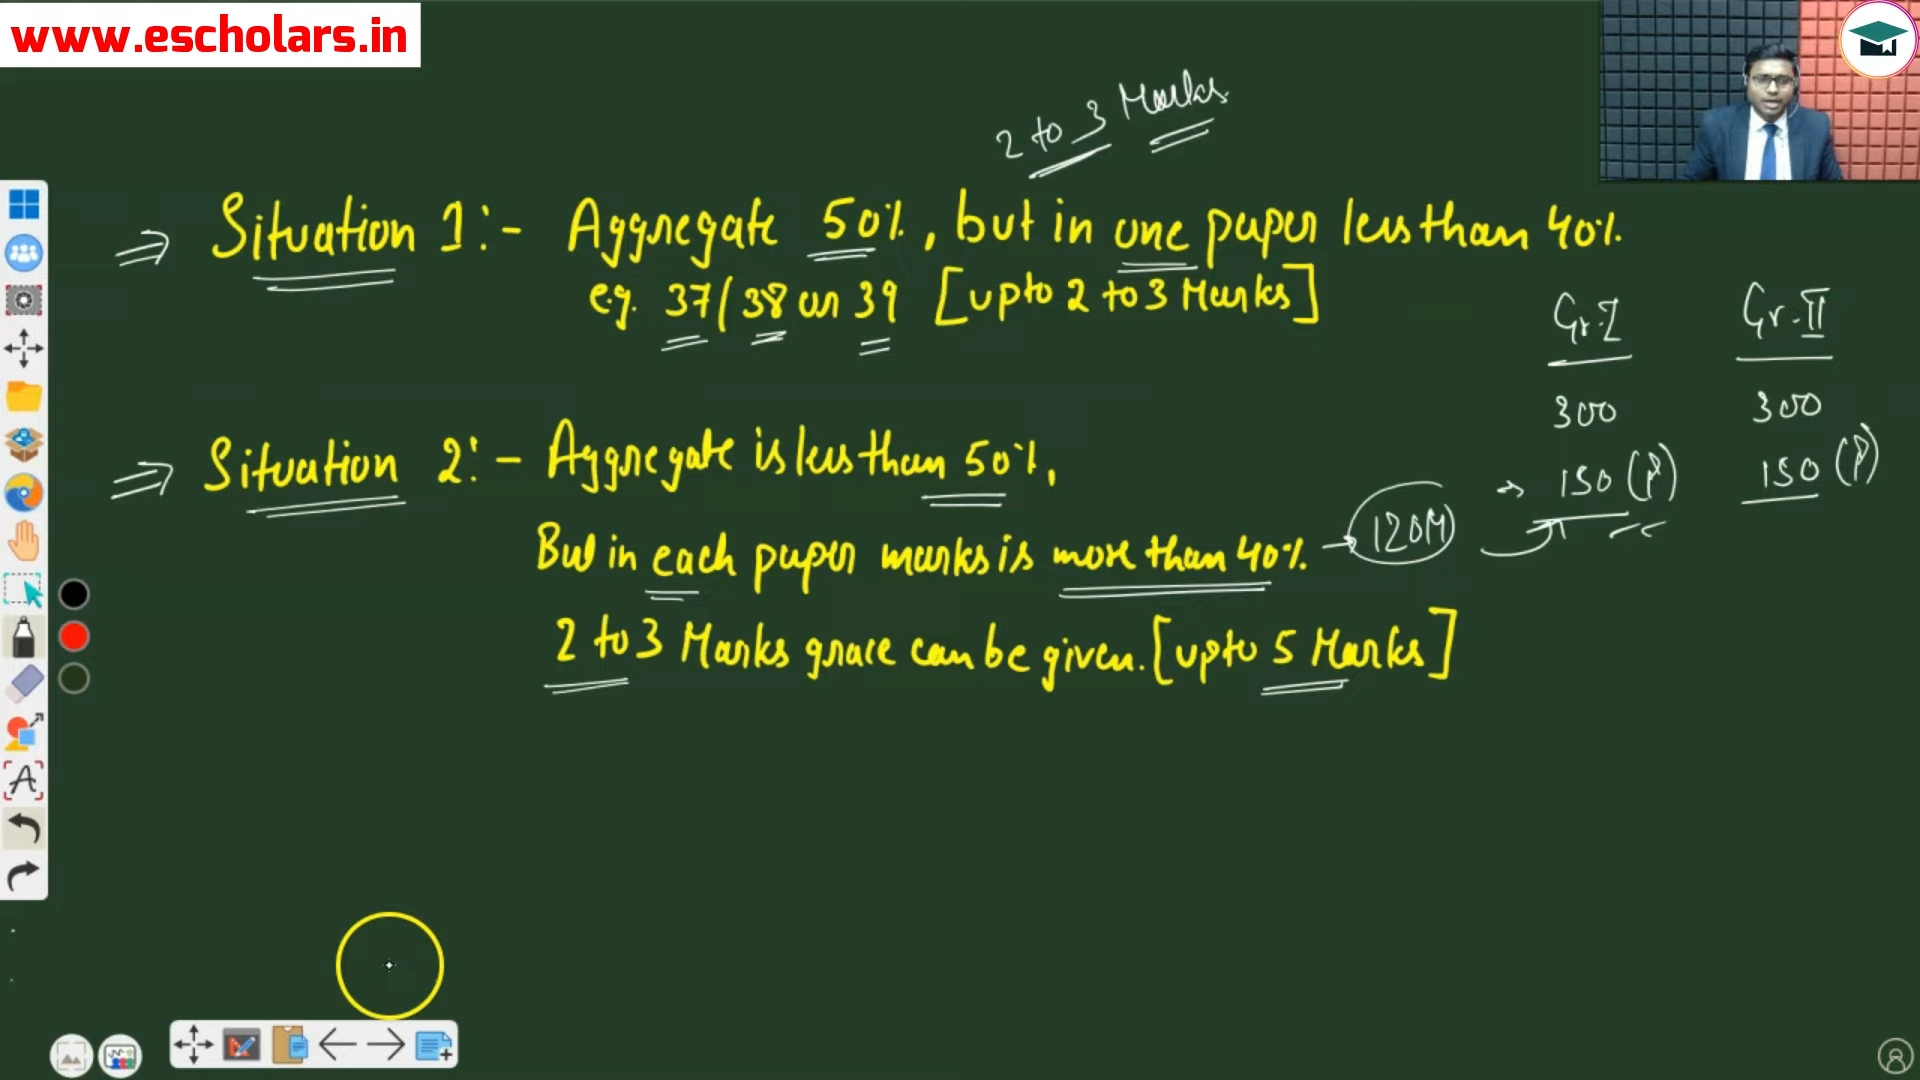 www.escholars.in
2 to 3 Marks
⇒ Situation 1:- Aggregate 50%, but in one paper less than 40%.
e.g. 37/38 or 39 [upto 2 to 3 Marks]
Gr.I Gr.II
300 300
150 (P) 150 (P)
⇒ Situation 2:- Aggregate is less than 50%,
But in each paper marks is more than 40%. → 120M
2 to 3 Marks grace can be given. [upto 5 Marks]